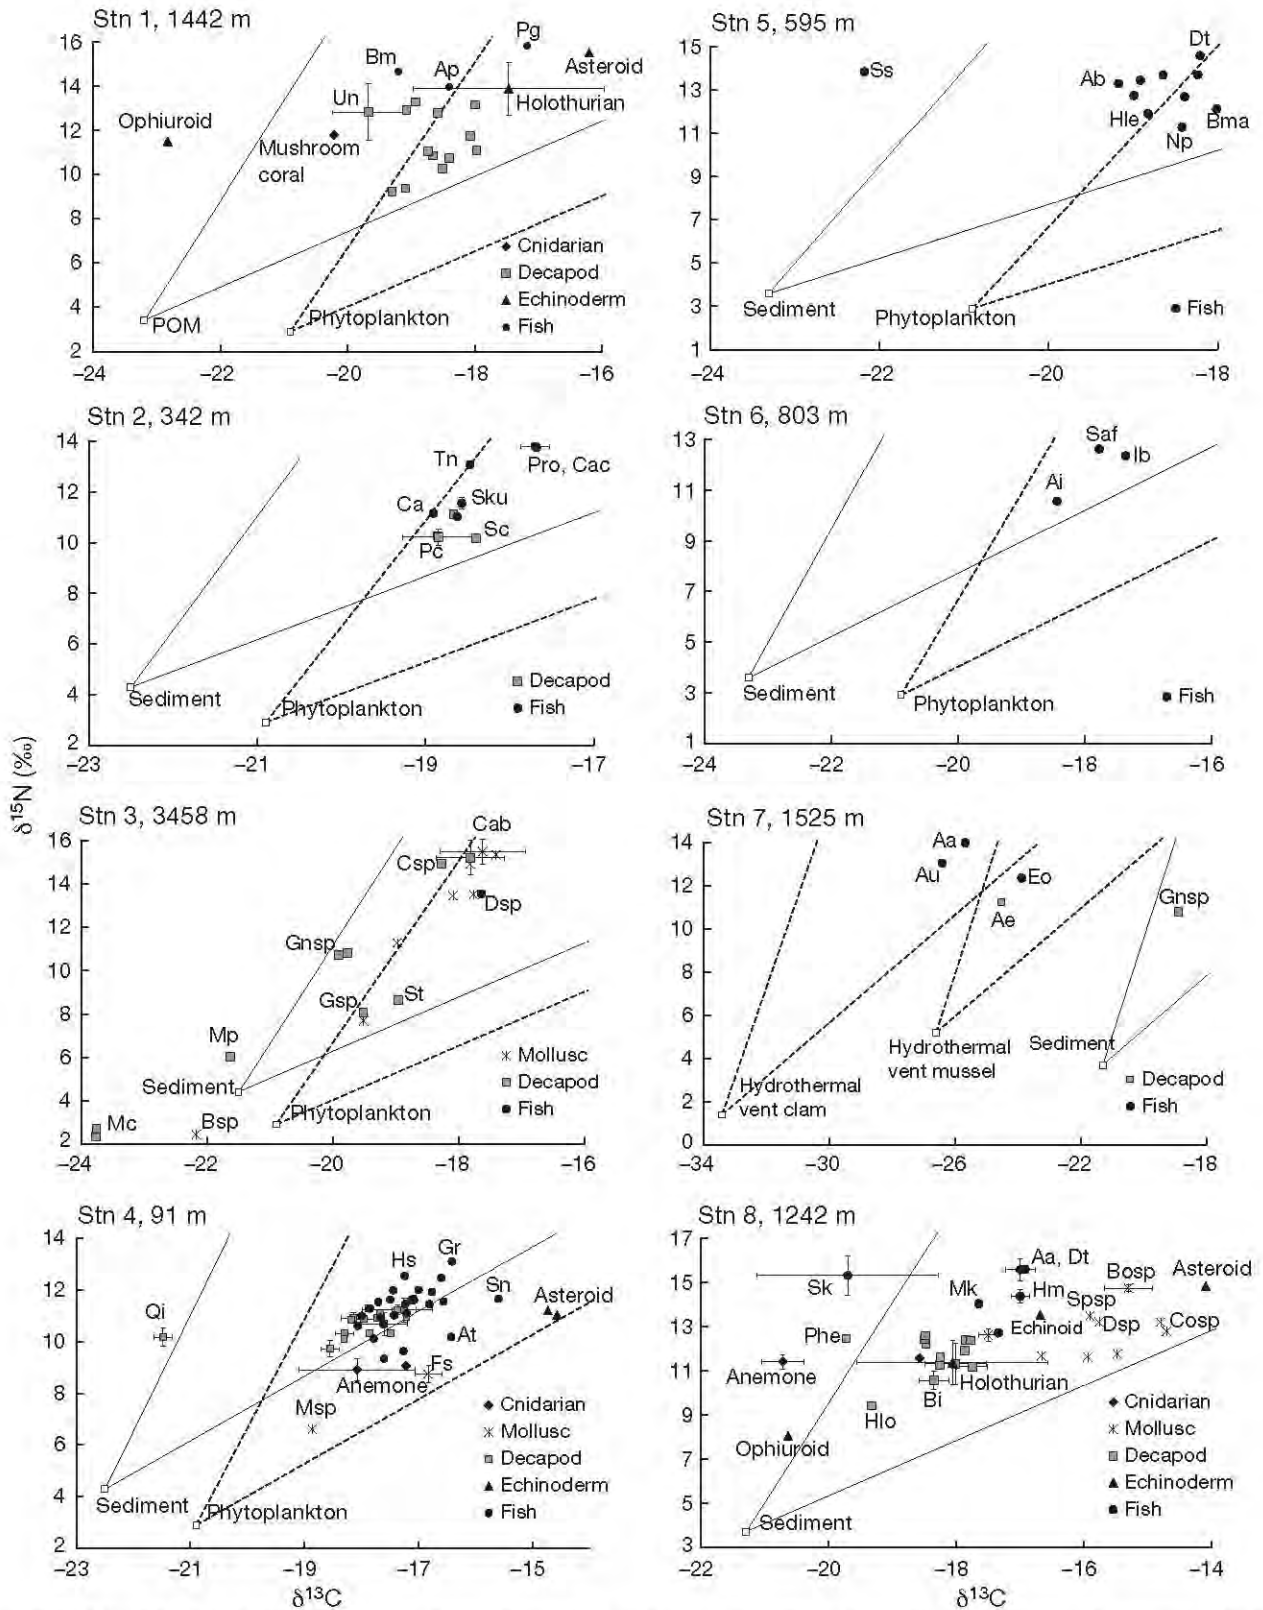 Stn 1, 1442 m
16
14
12
10
8
6
4
2
−24
−22
−20
−18
−16
Pg
Bm
Ap
Asteroid
Un
Holothurian
Ophiuroid
Mushroom
coral
POM
Phytoplankton
Cnidarian
Decapod
Echinoderm
Fish
Stn 5, 595 m
15
13
11
9
7
5
3
1
−24
−22
−20
−18
Dt
Ss
Ab
Hle
Bma
Np
Sediment
Phytoplankton
Fish
Stn 2, 342 m
14
12
10
8
6
4
2
−23
−21
−19
−17
Tn
Pro, Cac
Ca
Sku
Sc
Pc
Sediment
Phytoplankton
Decapod
Fish
Stn 6, 803 m
13
11
9
7
5
3
1
−24
−22
−20
−18
−16
Saf
Ib
Ai
Sediment
Phytoplankton
Fish
δ15N (‰)
Stn 3, 3458 m
16
14
12
10
8
6
4
2
−24
−22
−20
−18
−16
Cab
Csp
Dsp
Gnsp
Gsp
St
Mp
Sediment
Mc
Bsp
Phytoplankton
Mollusc
Decapod
Fish
Stn 7, 1525 m
14
12
10
8
6
4
2
0
−34
−30
−26
−22
−18
Aa
Au
Eo
Ae
Gnsp
Hydrothermal
vent mussel
Sediment
Hydrothermal
vent clam
Decapod
Fish
Stn 4, 91 m
14
12
10
8
6
4
2
−23
−21
−19
−17
−15
Hs
Gr
Sn
Asteroid
Qi
At
Fs
Anemone
Msp
Sediment
Phytoplankton
Cnidarian
Mollusc
Decapod
Echinoderm
Fish
δ13C
Stn 8, 1242 m
17
15
13
11
9
7
5
3
−22
−20
−18
−16
−14
Aa, Dt
Sk
Mk
Hm
Bosp
Asteroid
Spsp
Phe
Echinoid
Dsp
Cosp
Anemone
Holothurian
Bi
Hlo
Ophiuroid
Sediment
Cnidarian
Mollusc
Decapod
Echinoderm
Fish
δ13C